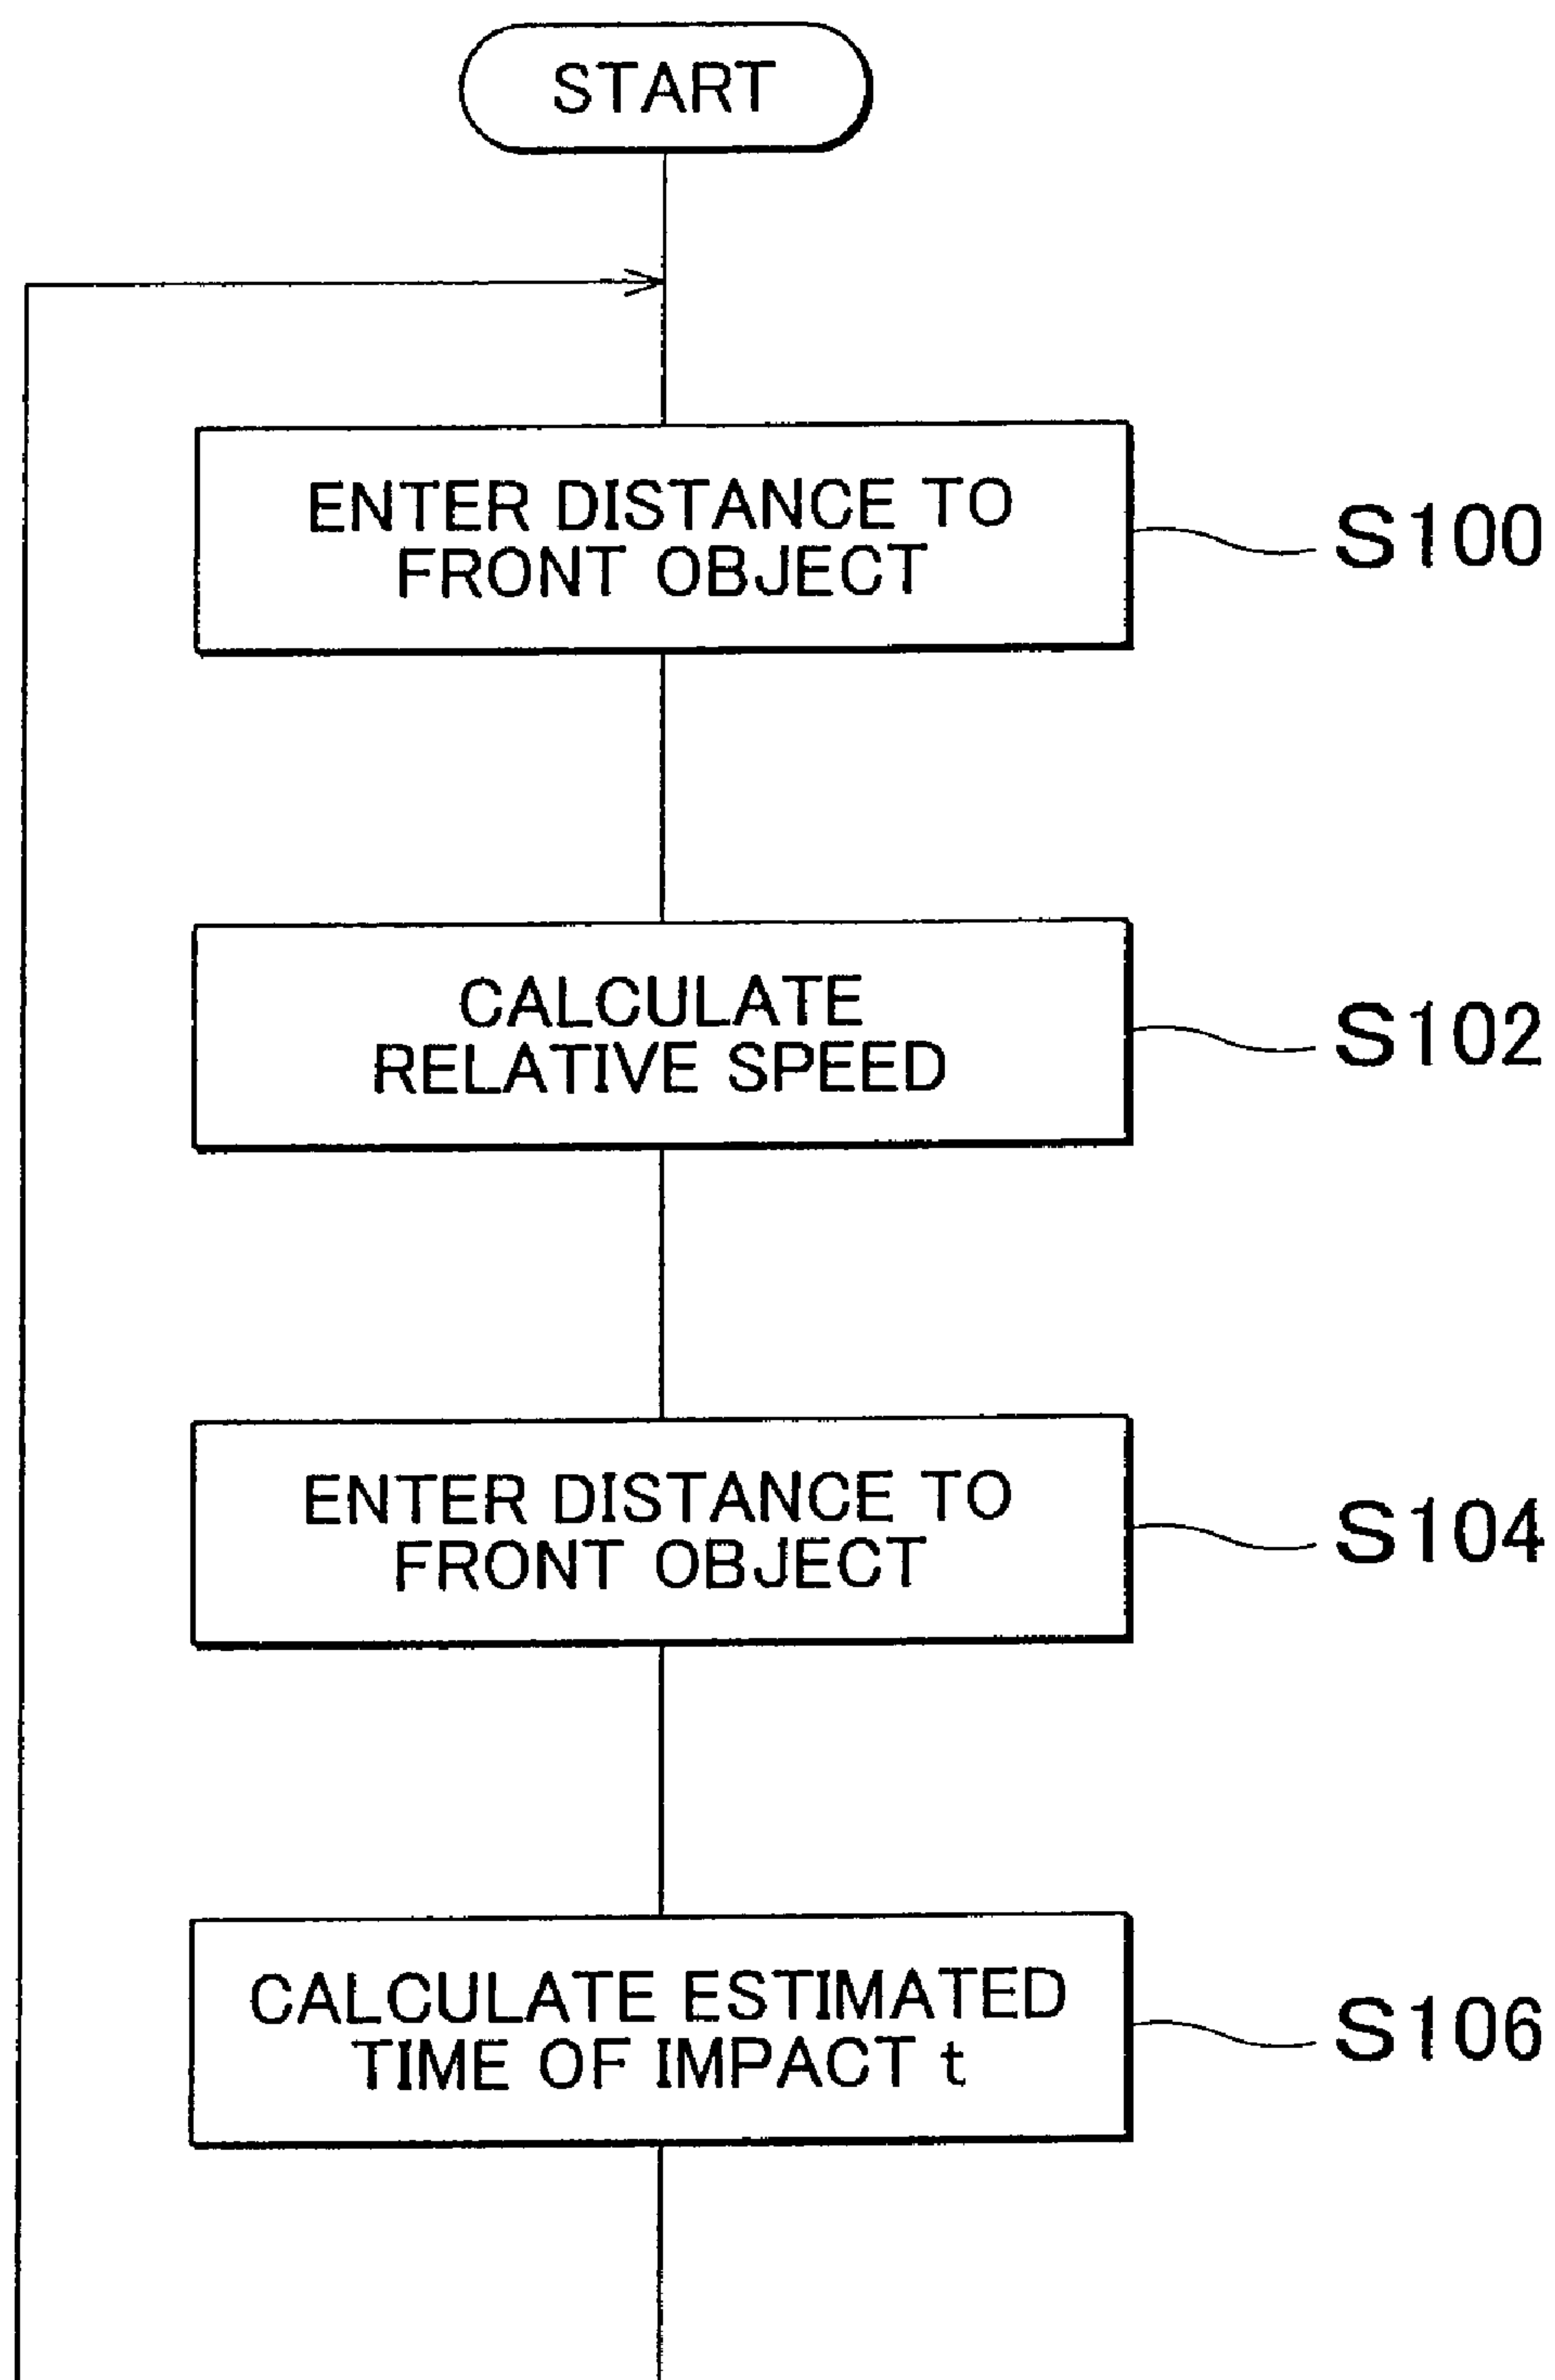 START
ENTER DISTANCE TO
FRONT OBJECT
S100
CALCULATE
RELATIVE SPEED
S102
ENTER DISTANCE TO
FRONT OBJECT
S104
CALCULATE ESTIMATED
TIME OF IMPACT t
S106